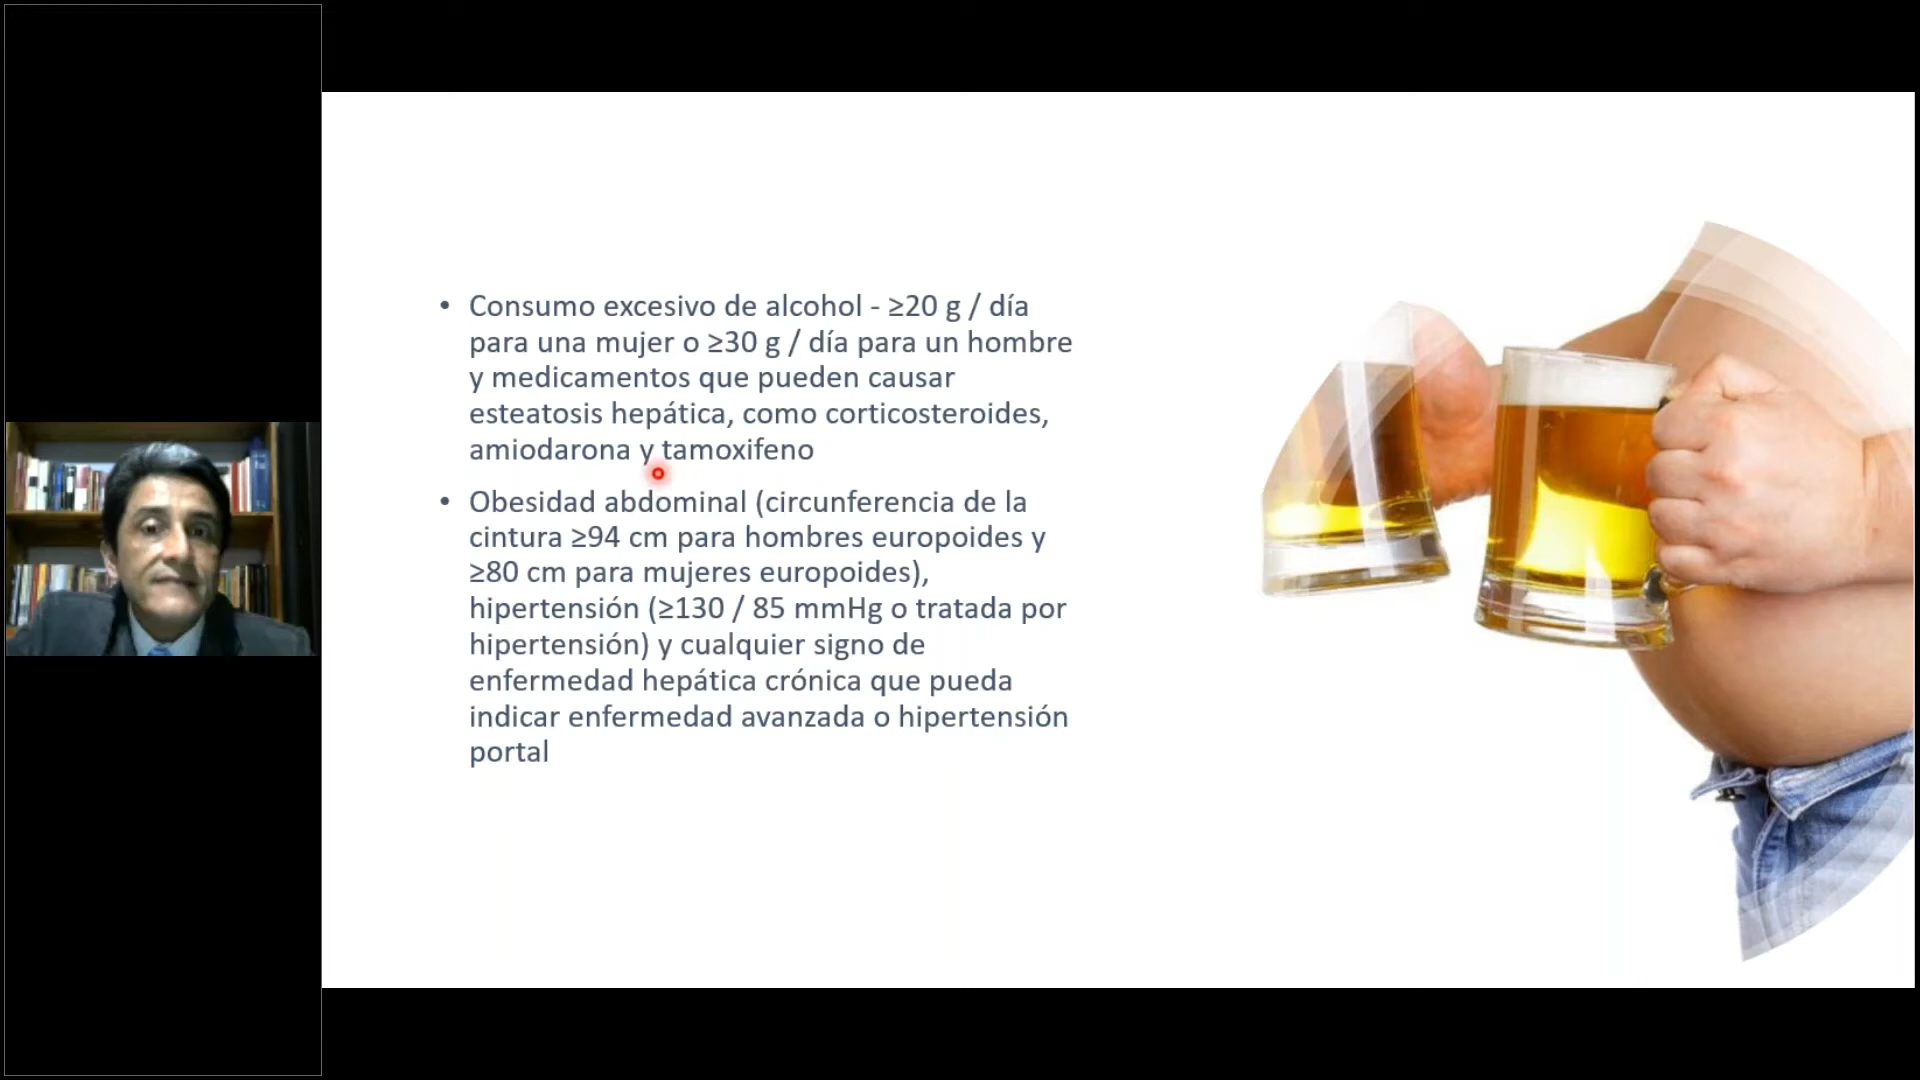 • Consumo excesivo de alcohol - ≥20 g / día
para una mujer o ≥30 g / día para un hombre
y medicamentos que pueden causar
esteatosis hepática, como corticosteroides,
amiodarona y tamoxifeno
• Obesidad abdominal (circunferencia de la
cintura ≥94 cm para hombres europoides y
≥80 cm para mujeres europoides),
hipertensión (≥130 / 85 mmHg o tratada por
hipertensión) y cualquier signo de
enfermedad hepática crónica que pueda
indicar enfermedad avanzada o hipertensión
portal